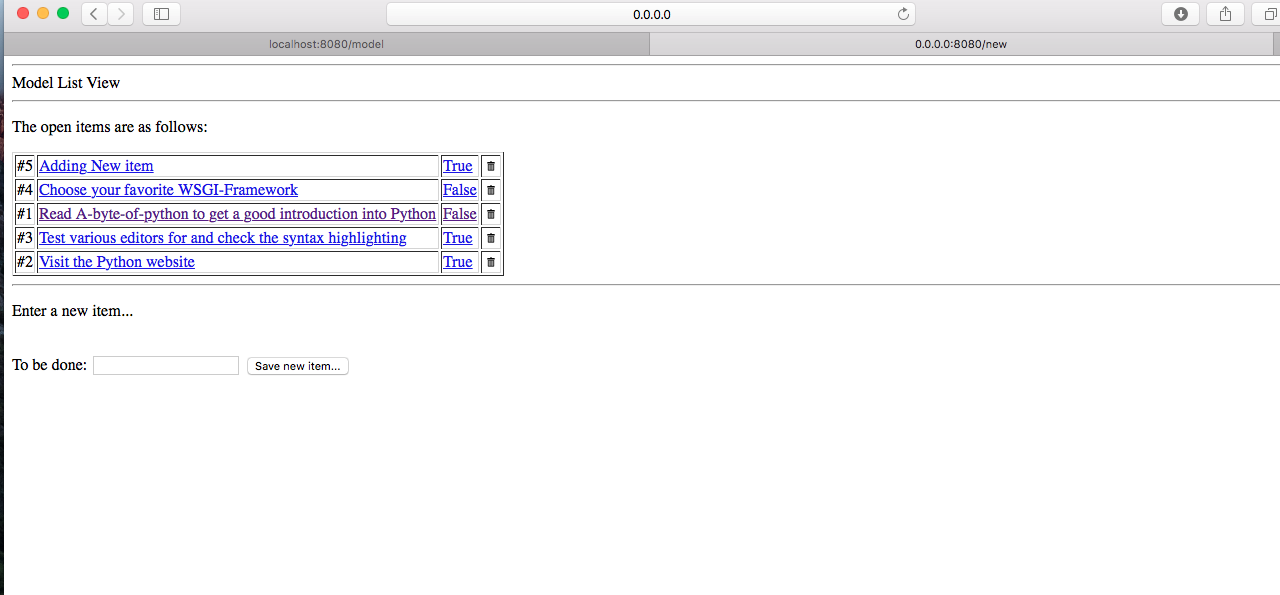 0.0.0.0
localhost:8080/model 0.0.0.0:8080/new
Model List View
The open items are as follows:
#5 Adding New item True
#4 Choose your favorite WSGI-Framework False
#1 Read A-byte-of-python to get a good introduction into Python False
#3 Test various editors for and check the syntax highlighting True
#2 Visit the Python website True
Enter a new item...
To be done: Save new item...